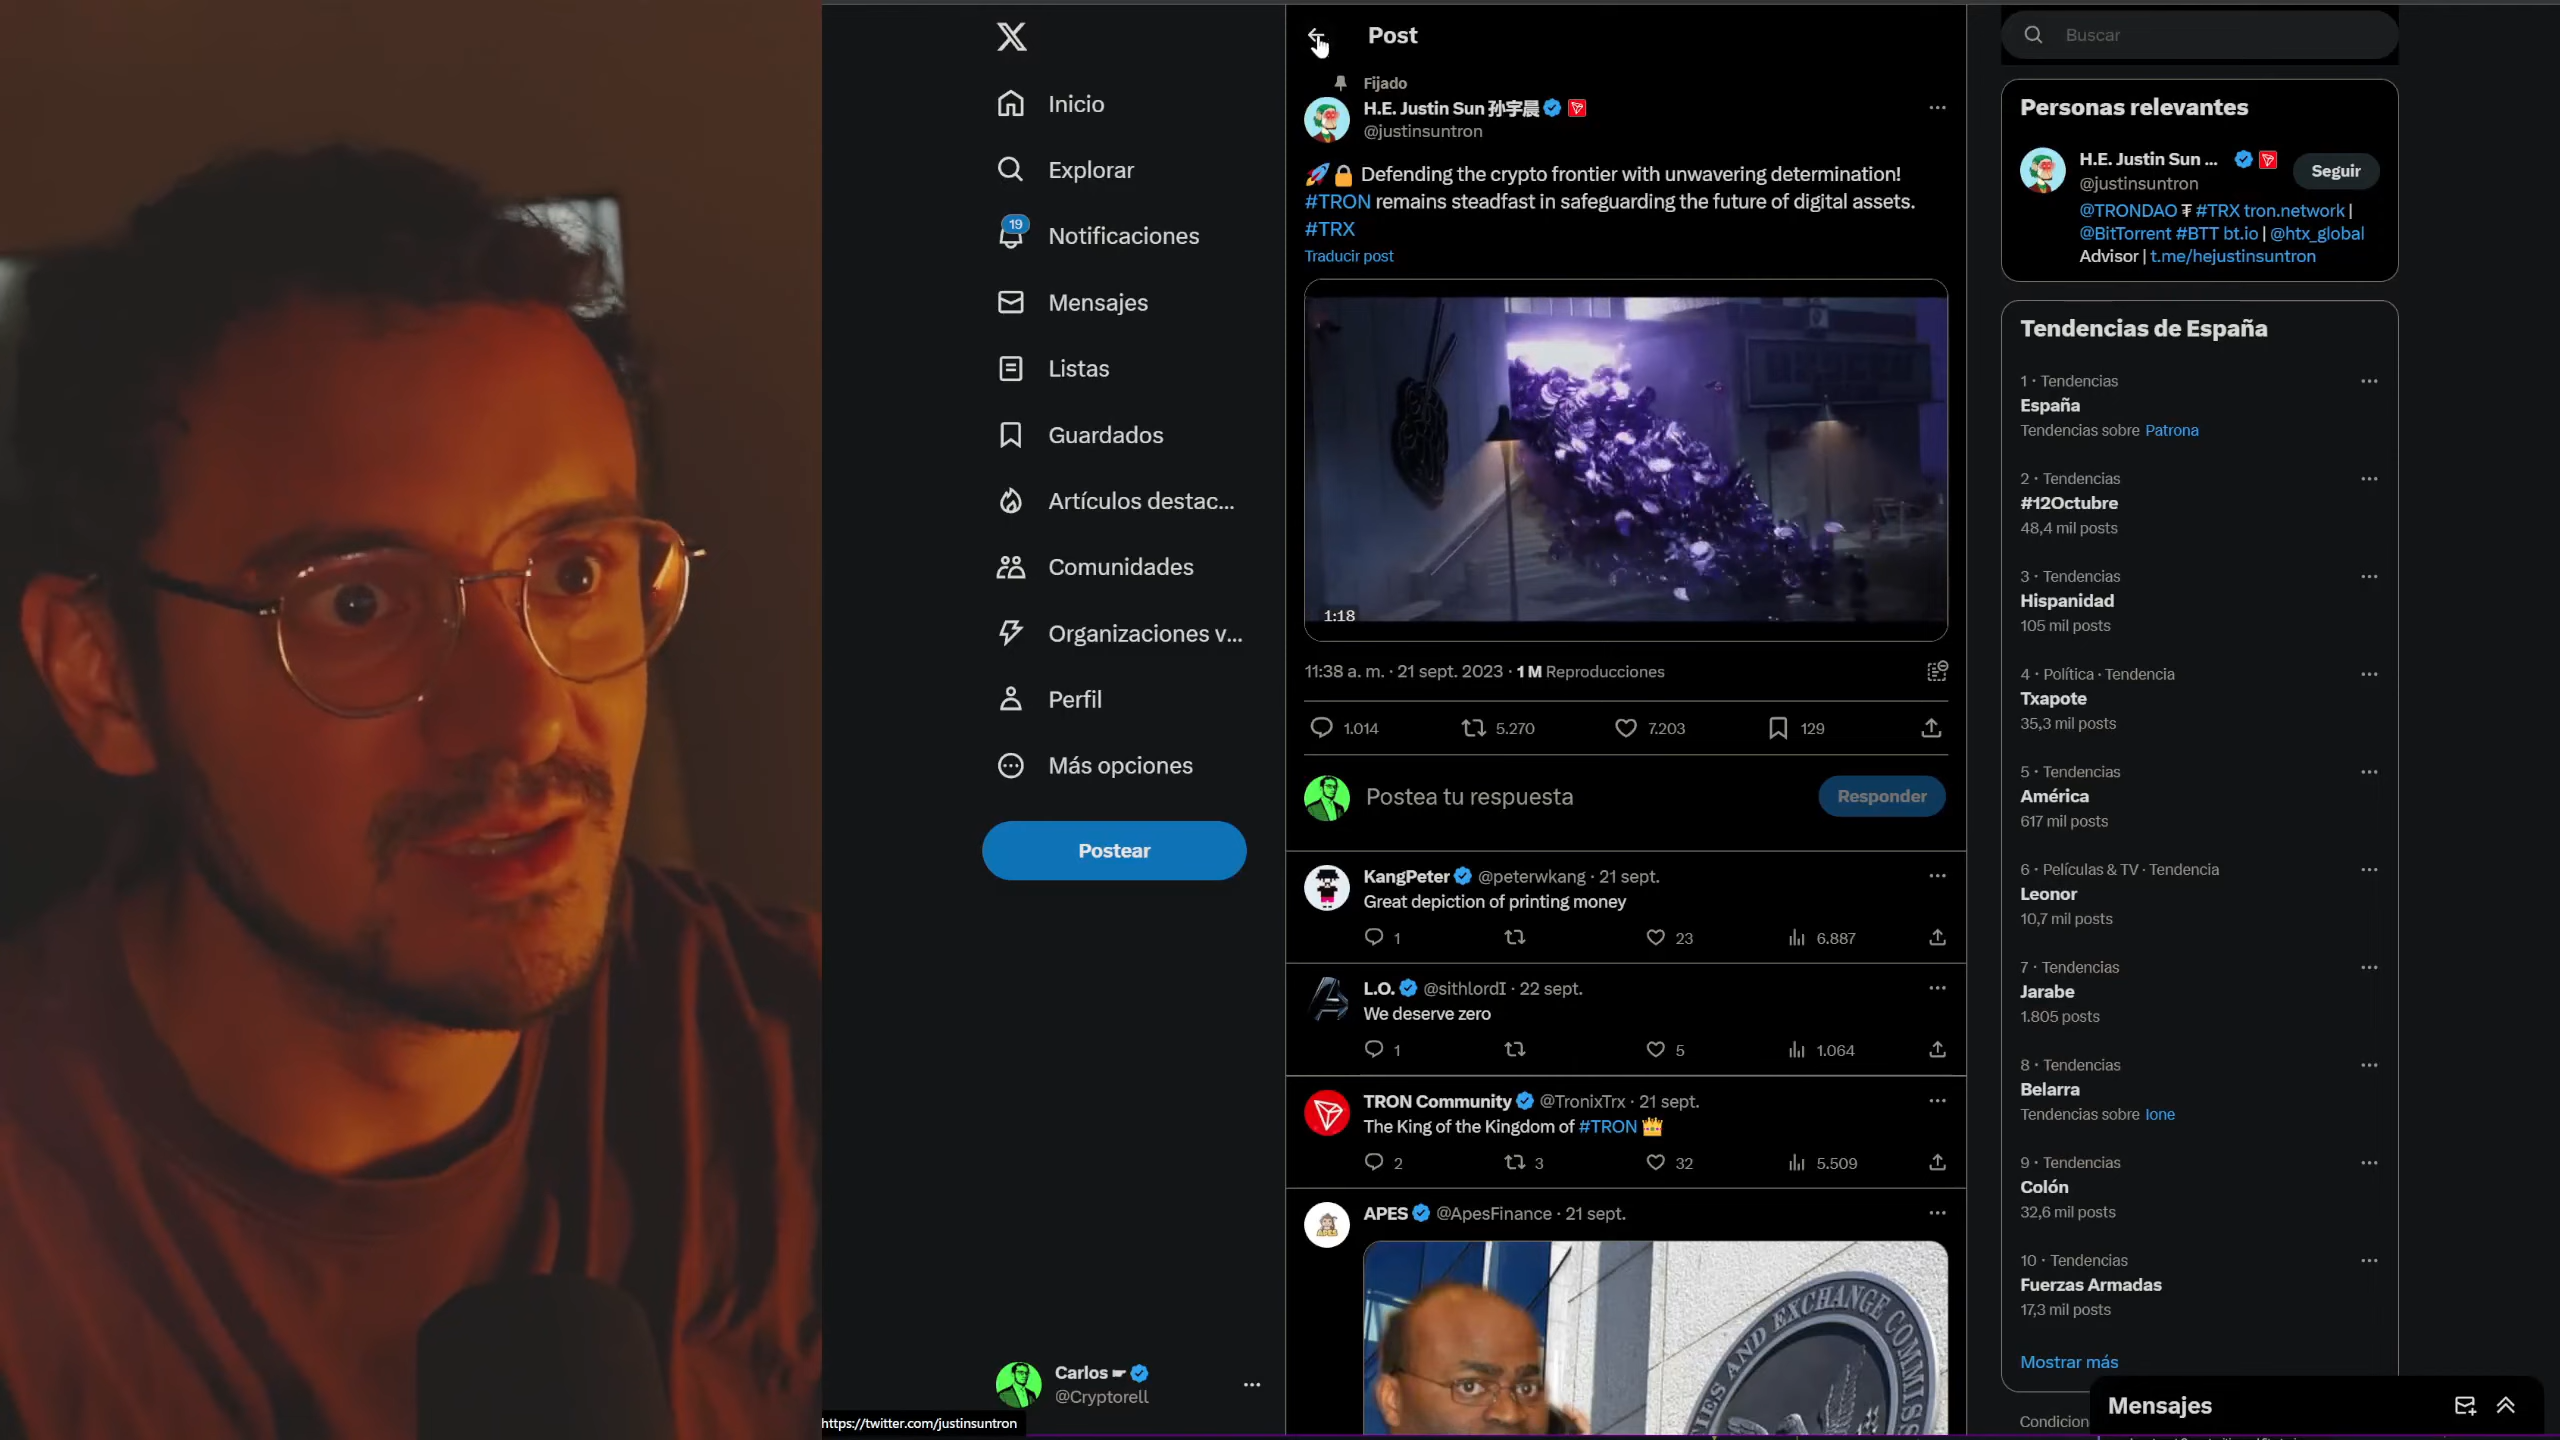 Inicio
Explorar
19
Notificaciones
Mensajes
Listas
Guardados
Artículos destac...
Comunidades
Organizaciones v...
Perfil
Más opciones
Postear
Carlos
@Cryptorell
https://twitter.com/justinsuntron
Post
Fijado
H.E. Justin Sun 孙宇晨
@justinsuntron
🚀🔒 Defending the crypto frontier with unwavering determination!
#TRON remains steadfast in safeguarding the future of digital assets.
#TRX
Traducir post
1:18
11:38 a. m. · 21 sept. 2023 · 1 M Reproducciones
1.014 5.270 7.203 129
Postea tu respuesta
Responder
KangPeter @peterwkang · 21 sept.
Great depiction of printing money
1 23 6.887
L.O. @sithlordI · 22 sept.
We deserve zero
1 5 1.064
TRON Community @TronixTrx · 21 sept.
The King of the Kingdom of #TRON 👑
2 3 32 5.509
APES @ApesFinance · 21 sept.
AND EXCHANGE COMMISS
Buscar
Personas relevantes
H.E. Justin Sun ...
@justinsuntron
Seguir
@TRONDAO ₮ #TRX tron.network |
@BitTorrent #BTT bt.io | @htx_global
Advisor | t.me/hejustinsuntron
Tendencias de España
1 · Tendencias
España
Tendencias sobre Patrona
2 · Tendencias
#12Octubre
48,4 mil posts
3 · Tendencias
Hispanidad
105 mil posts
4 · Política · Tendencia
Txapote
35,3 mil posts
5 · Tendencias
América
617 mil posts
6 · Películas & TV · Tendencia
Leonor
10,7 mil posts
7 · Tendencias
Jarabe
1.805 posts
8 · Tendencias
Belarra
Tendencias sobre Ione
9 · Tendencias
Colón
32,6 mil posts
10 · Tendencias
Fuerzas Armadas
17,3 mil posts
Mostrar más
Condicion
Mensajes